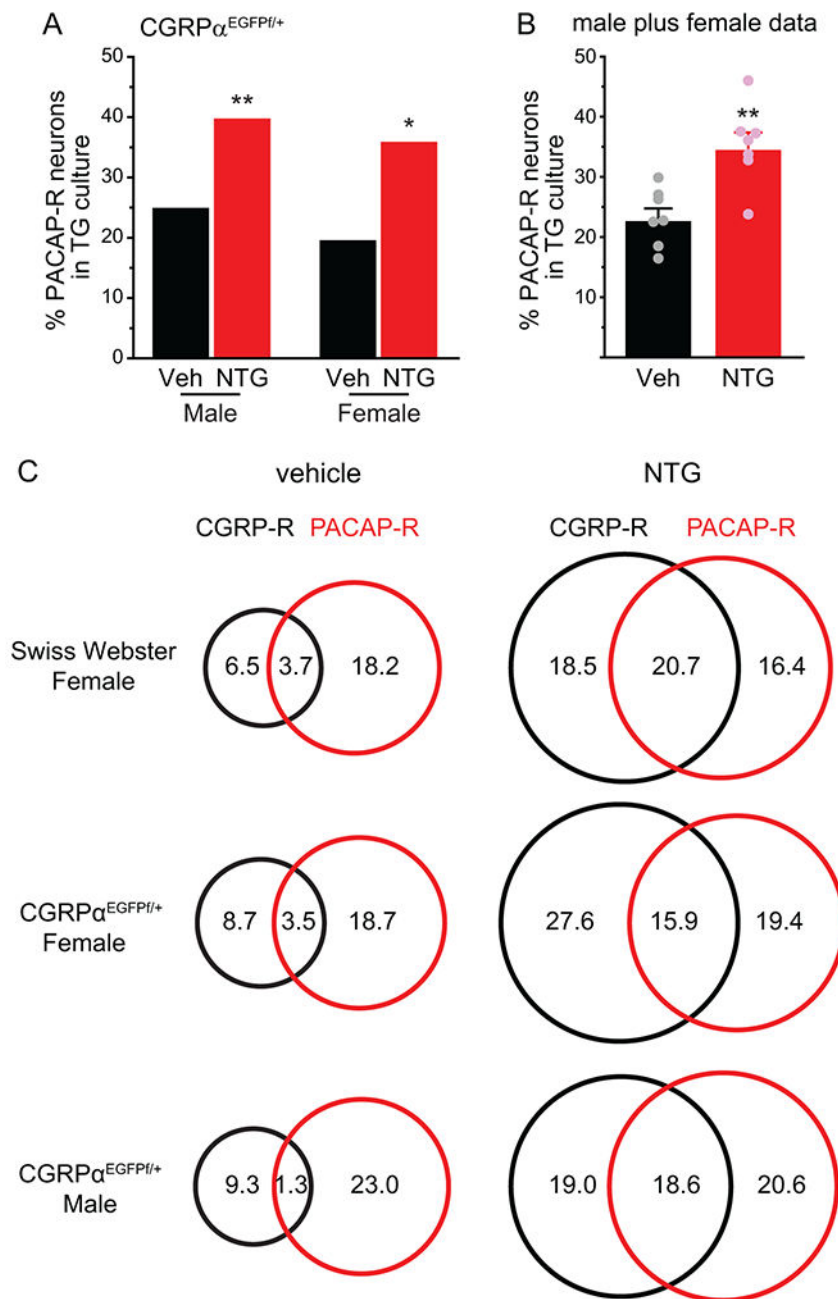 A CGRPα^EGFPf/+
B male plus female data
% PACAP-R neurons
in TG culture
50
40
30
20
10
0
**
*
Veh NTG Veh NTG
Male Female
% PACAP-R neurons
in TG culture
50
40
30
20
10
**
Veh NTG
C vehicle NTG
CGRP-R PACAP-R CGRP-R PACAP-R
Swiss Webster
Female
6.5 3.7 18.2 18.5 20.7 16.4
CGRPα^EGFPf/+
Female
8.7 3.5 18.7 27.6 15.9 19.4
CGRPα^EGFPf/+
Male
9.3 1.3 23.0 19.0 18.6 20.6